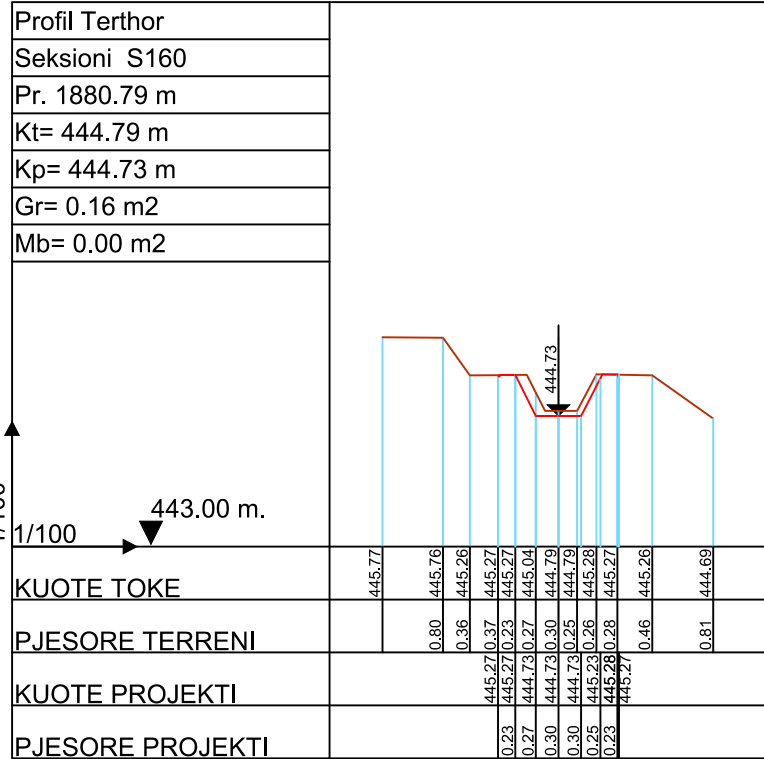 Profil Terthor
Seksioni S160
Pr. 1880.79 m
Kt= 444.79 m
Kp= 444.73 m
Gr= 0.16 m2
Mb= 0.00 m2
444.73
443.00 m.
1/100
KUOTE TOKE 445.77 445.76 445.26 445.27 445.27 445.04 444.79 444.79 445.28 445.27 445.26 444.69
PJESORE TERRENI 0.80 0.36 0.37 0.23 0.27 0.30 0.25 0.26 0.28 0.46 0.81
KUOTE PROJEKTI 445.27 445.27 444.73 444.73 444.73 445.23 445.28 445.27
PJESORE PROJEKTI 0.23 0.27 0.30 0.30 0.25 0.23